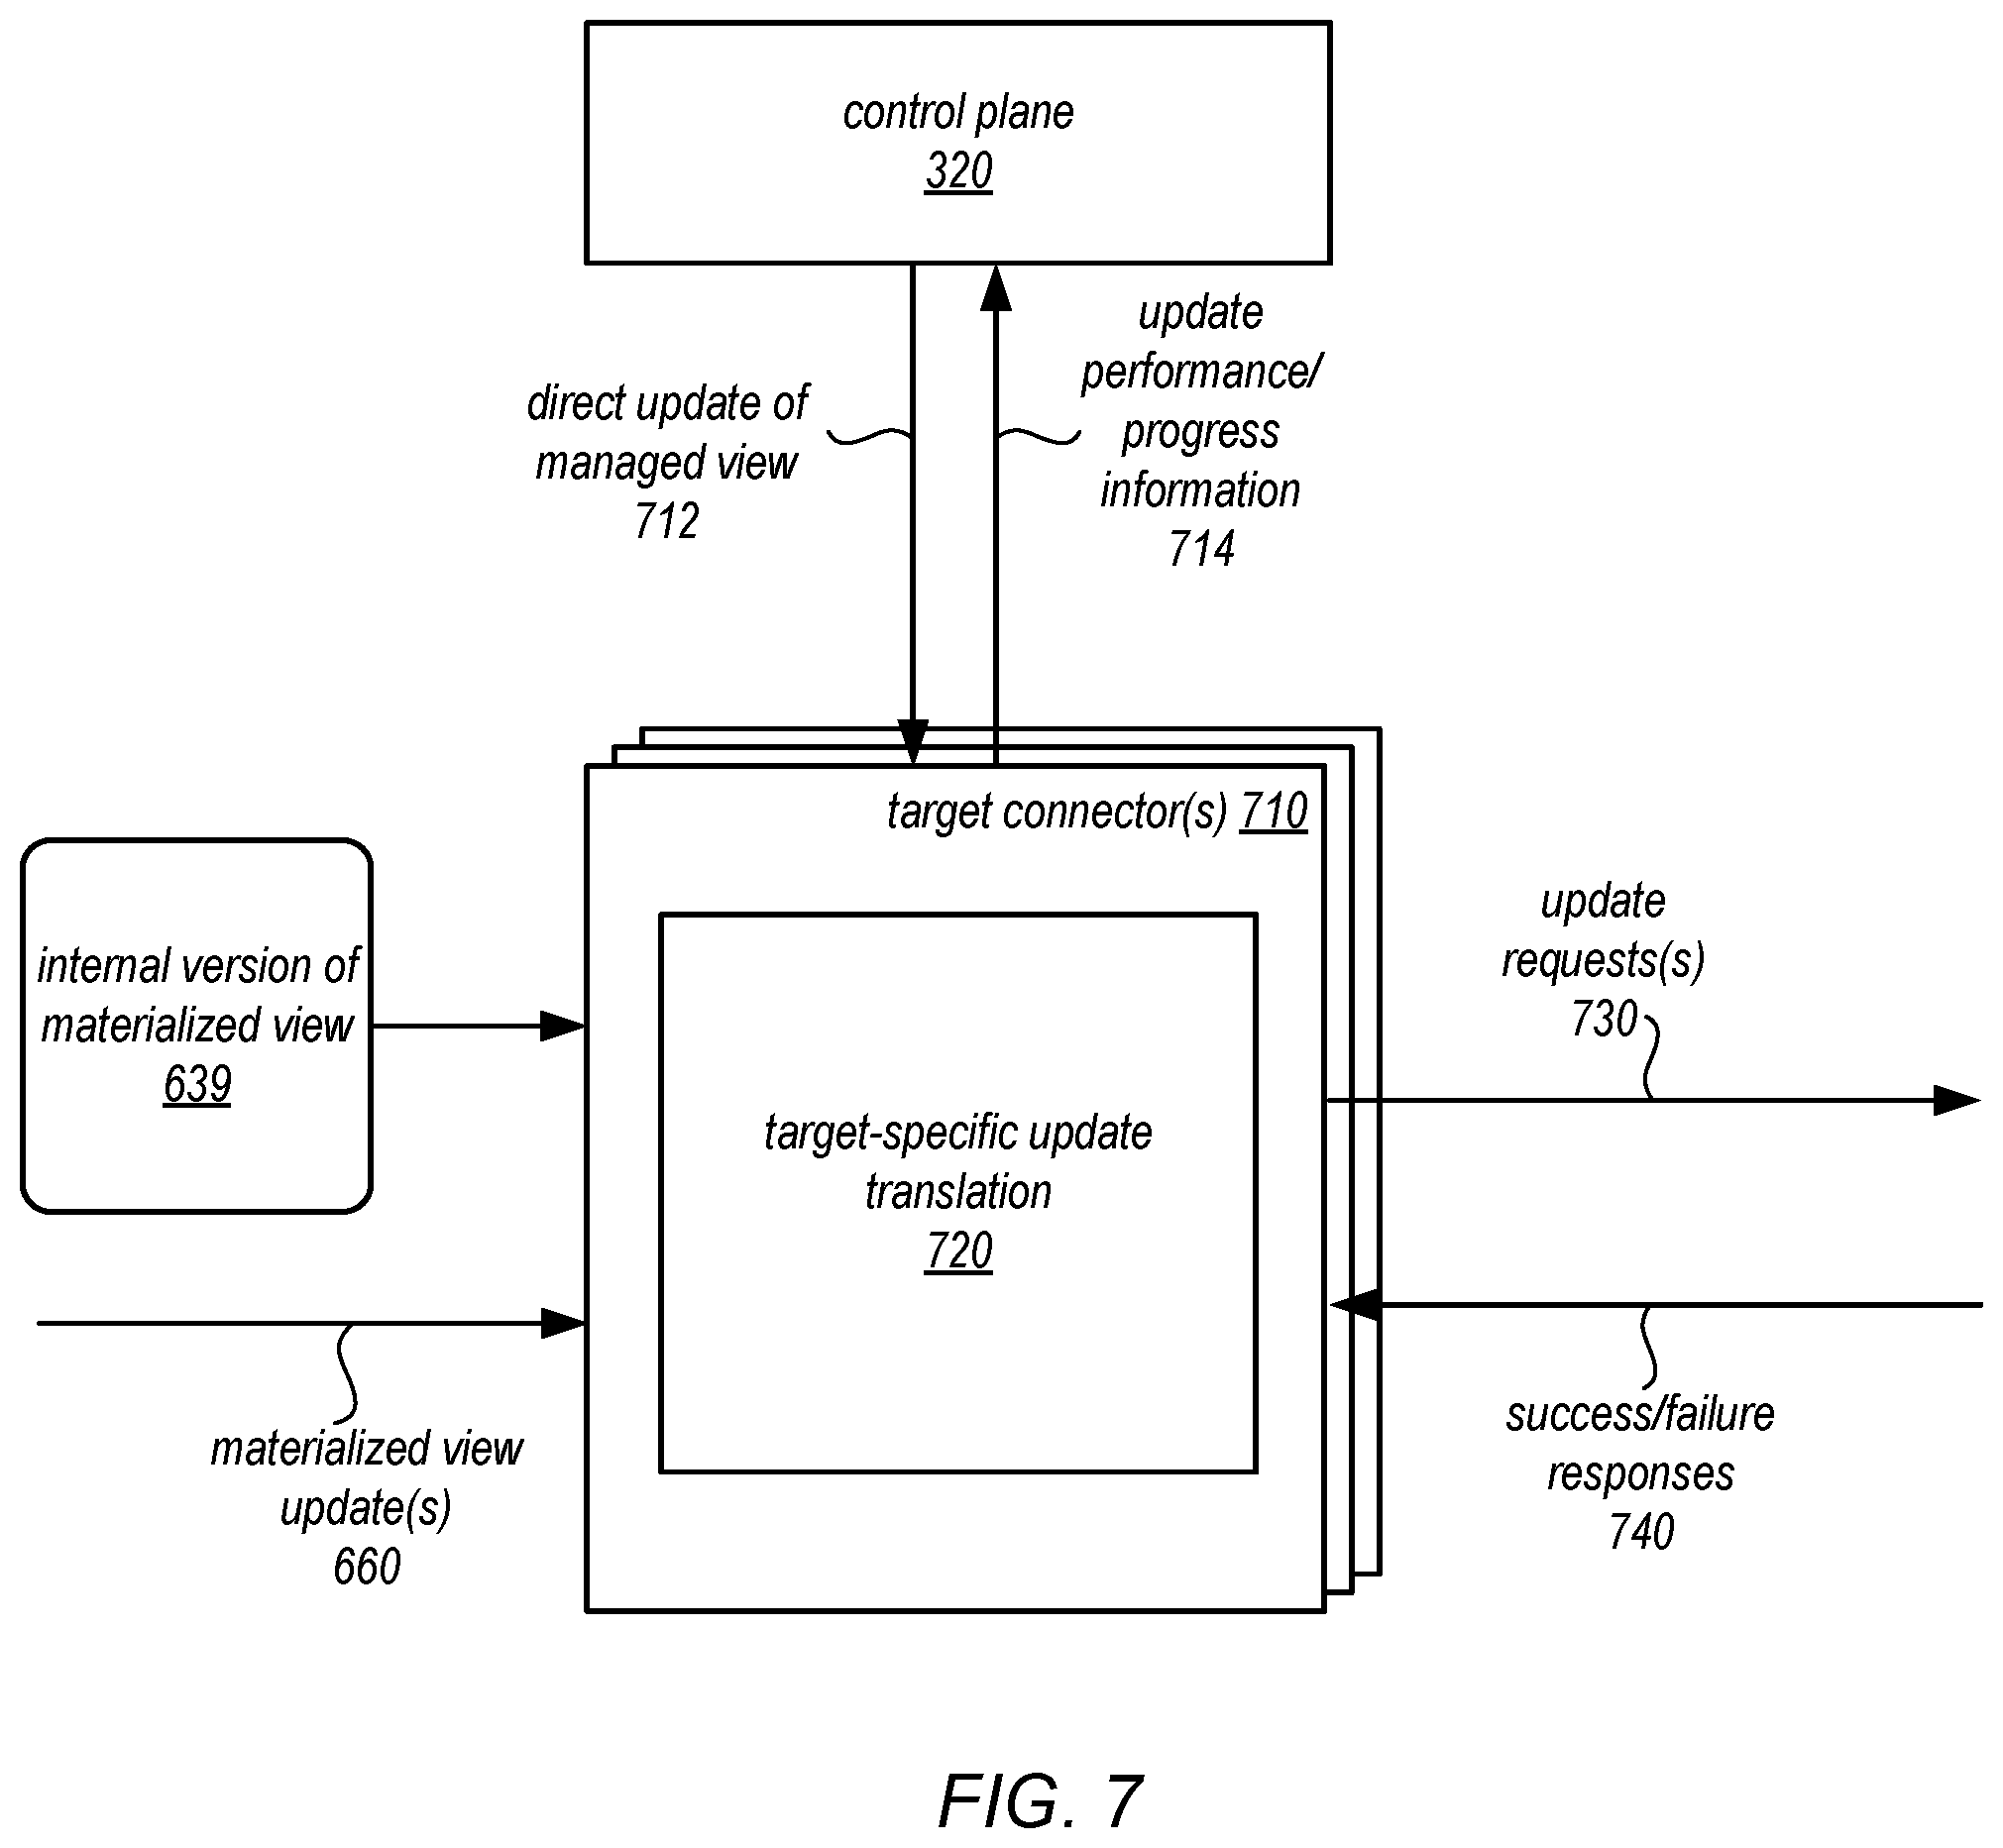 control plane
320
direct update of
managed view
712
update
performance/
progress
information
714
target connector(s) 710
internal version of
materialized view
639
target-specific update
translation
720
update
requests(s)
730
materialized view
update(s)
660
success/failure
responses
740
FIG. 7